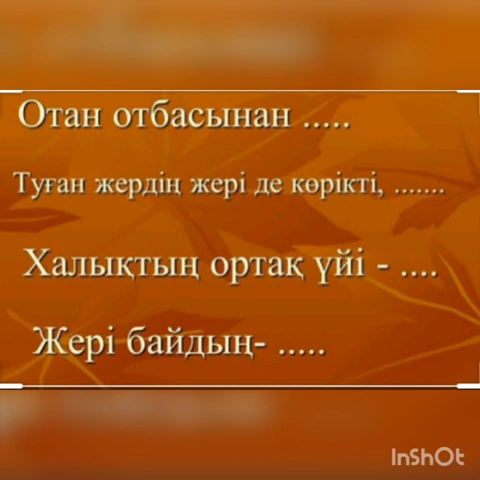 Отан отбасынан .....
Туған жердің жері де көрікті, .......
Халықтың ортақ үйі - ....
Жері байдың- .....
InShOt